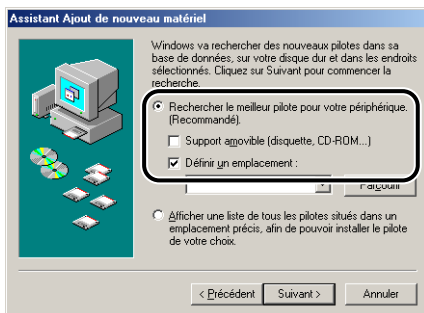 Assistant Ajout de nouveau matériel
Windows va rechercher des nouveaux pilotes dans sa
base de données, sur votre disque dur et dans les endroits
sélectionnés. Cliquez sur Suivant pour commencer la
recherche.
Rechercher le meilleur pilote pour votre périphérique.
(Recommandé).
Support amovible (disquette, CD-ROM...)
Définir un emplacement :
Parcourir
Afficher une liste de tous les pilotes situés dans un
emplacement précis, afin de pouvoir installer le pilote
de votre choix.
< Précédent
Suivant >
Annuler